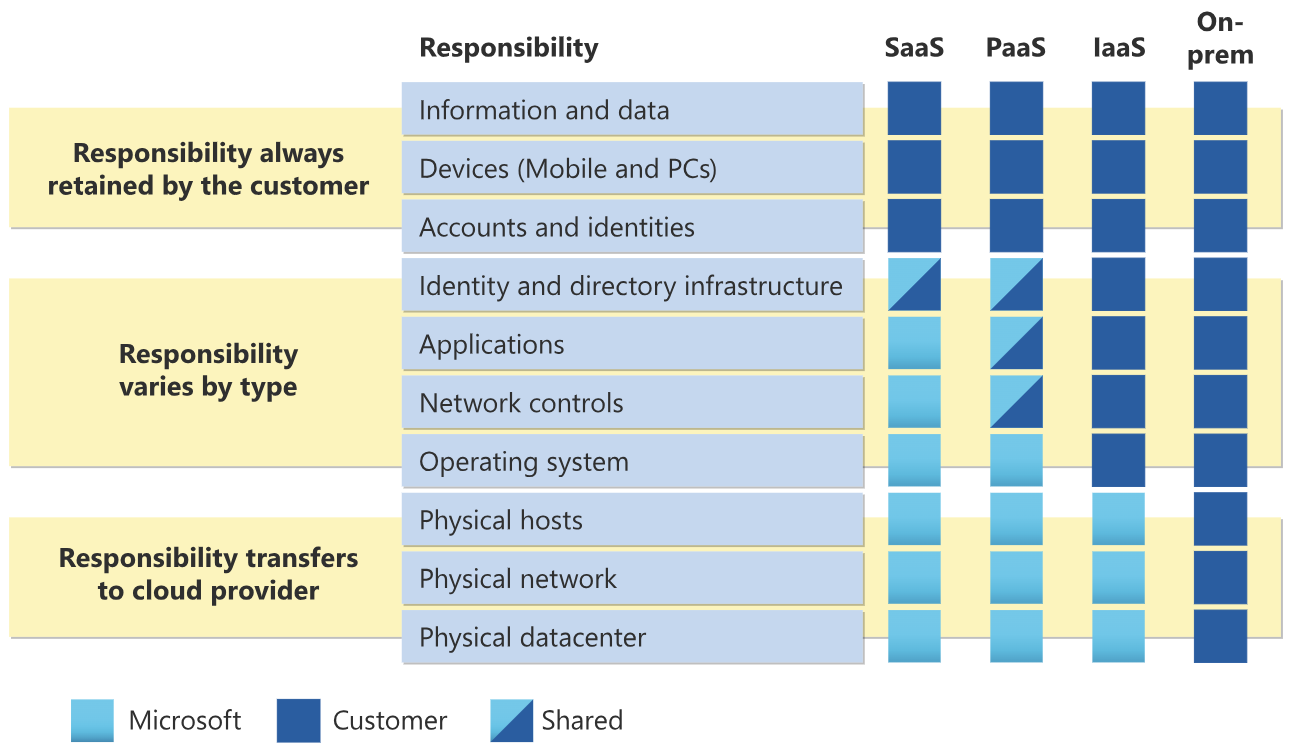 Responsibility
SaaS
PaaS
IaaS
On-
prem
Responsibility always
retained by the customer
Information and data
Devices (Mobile and PCs)
Accounts and identities
Responsibility
varies by type
Identity and directory infrastructure
Applications
Network controls
Operating system
Responsibility transfers
to cloud provider
Physical hosts
Physical network
Physical datacenter
Microsoft
Customer
Shared